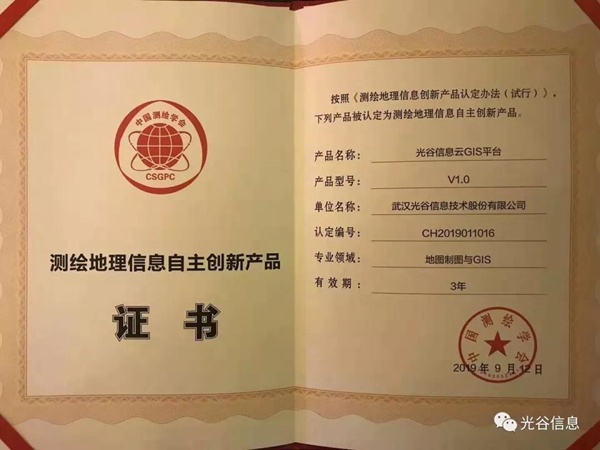 中国测绘学会
CSGPC
测绘地理信息自主创新产品
证书
按照《测绘地理信息创新产品认定办法（试行）》，
下列产品被认定为测绘地理信息自主创新产品。
产品名称： 光谷信息云GIS平台
产品型号： V1.0
单位名称： 武汉光谷信息技术股份有限公司
认定编号： CH2019011016
专业领域： 地图制图与GIS
有效期： 3年
中国测绘学会
2019年9月12日
光谷信息